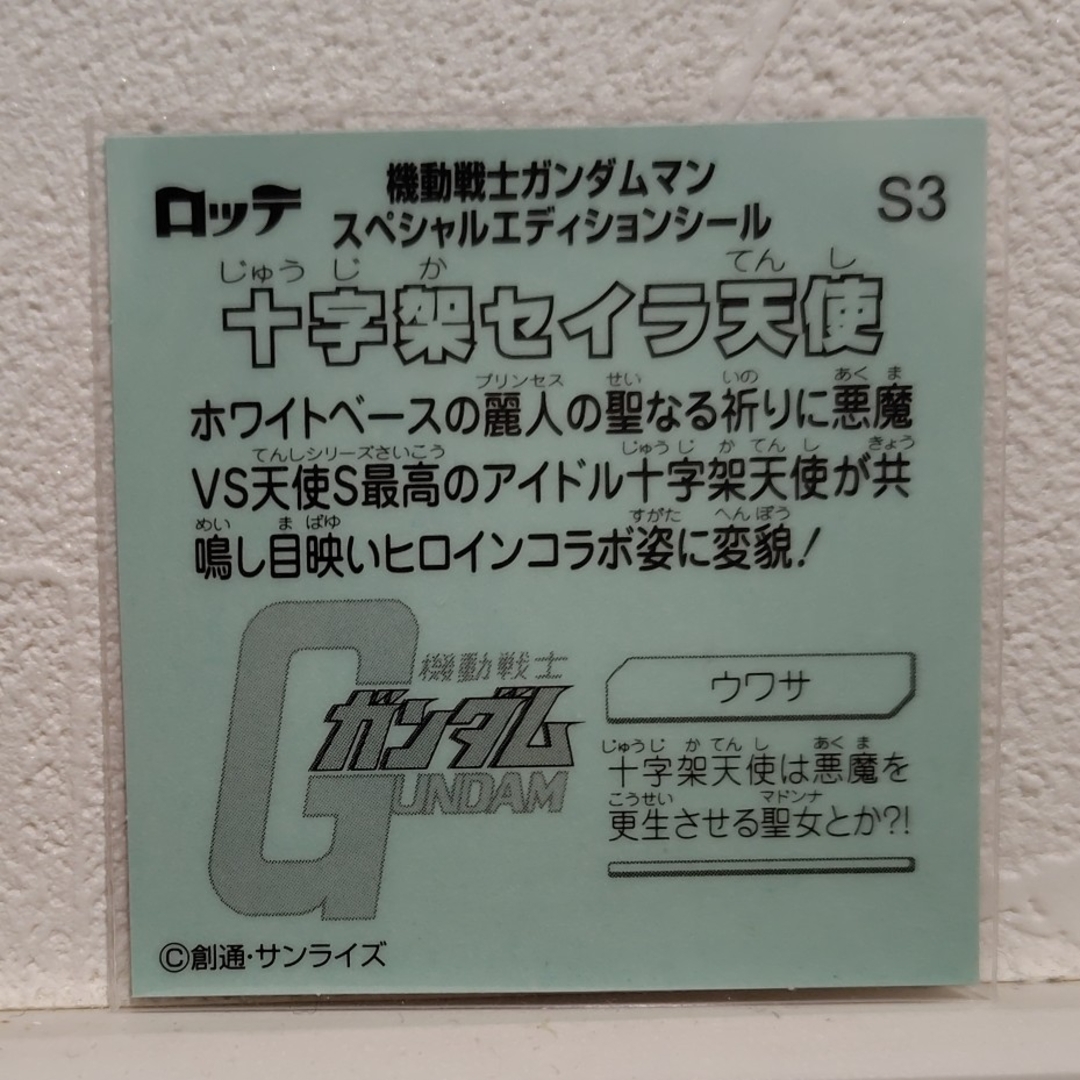 ロッテ
機動戦士ガンダムマン
スペシャルエディションシール
S3
じゅう じ か てん し
十字架セイラ天使
プリンセス せい いの あく ま
ホワイトベースの麗人の聖なる祈りに悪魔
てんしシリーズさいこう じゅう じ か てん し きょう
VS天使S最高のアイドル十字架天使が共
めい ま ばゆ すがた へんぼう
鳴し目映いヒロインコラボ姿に変貌!
機動戦士
ガンダム
GUNDAM
ウワサ
じゅうじ か てん し あく ま
十字架天使は悪魔を
こうせい マドンナ
更生させる聖女とか?!
©創通・サンライズ